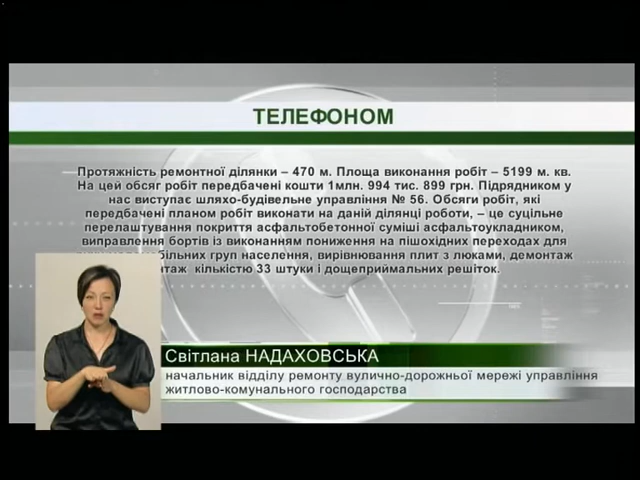 ТЕЛЕФОНОМ
Протяжність ремонтної ділянки – 470 м. Площа виконання робіт – 5199 м. кв.
На цей обсяг робіт передбачені кошти 1млн. 994 тис. 899 грн. Підрядником у
нас виступає шляхо-будівельне управління № 56. Обсяги робіт, які
передбачені планом робіт виконати на даній ділянці роботи, – це суцільне
перелаштування покриття асфальтобетонної суміші асфальтоукладником,
виправлення бортів із виконанням пониження на пішохідних переходах для
груп населення, вирівнювання плит з люками, демонтаж
кількістю 33 штуки і дощеприймальних решіток.
Світлана НАДАХОВСЬКА
начальник відділу ремонту вулично-дорожньої мережі управління
житлово-комунального господарства